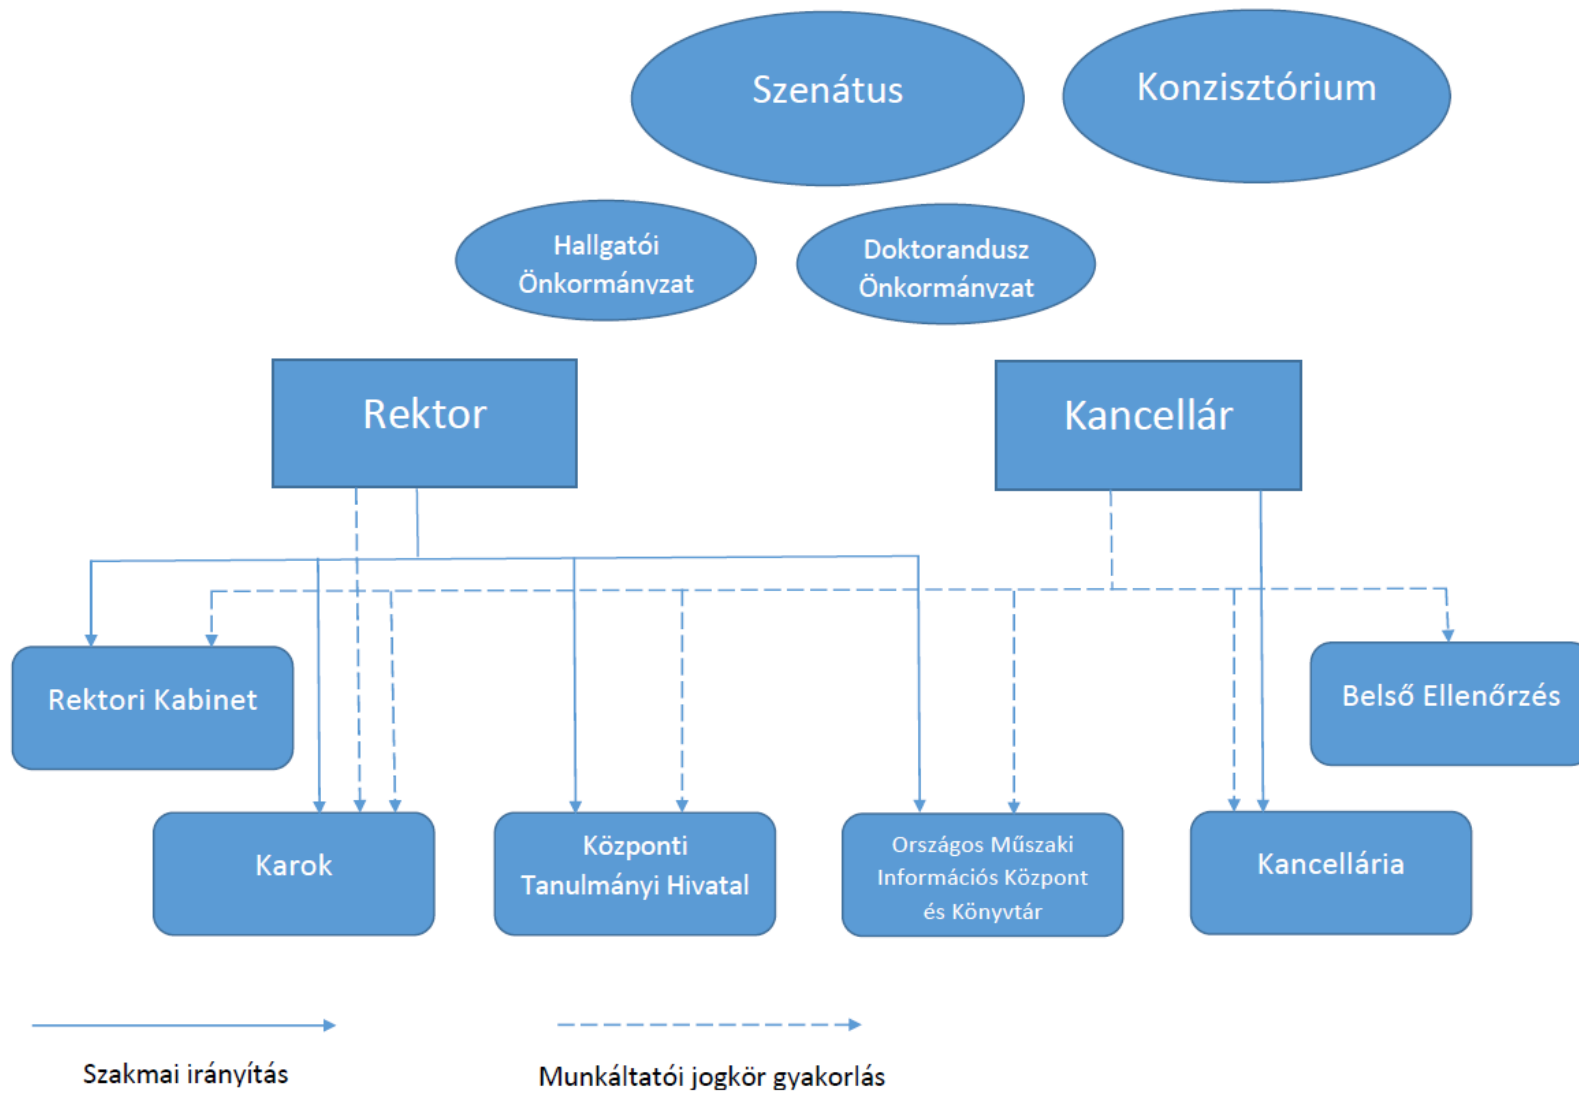 Szenátus
Konzisztórium
Hallgatói
Önkormányzat
Doktorandusz
Önkormányzat
Rektor
Kancellár
Rektori Kabinet
Belső Ellenőrzés
Karok
Központi
Tanulmányi Hivatal
Országos Műszaki
Információs Központ
és Könyvtár
Kancellária
Szakmai irányítás
Munkáltatói jogkör gyakorlás